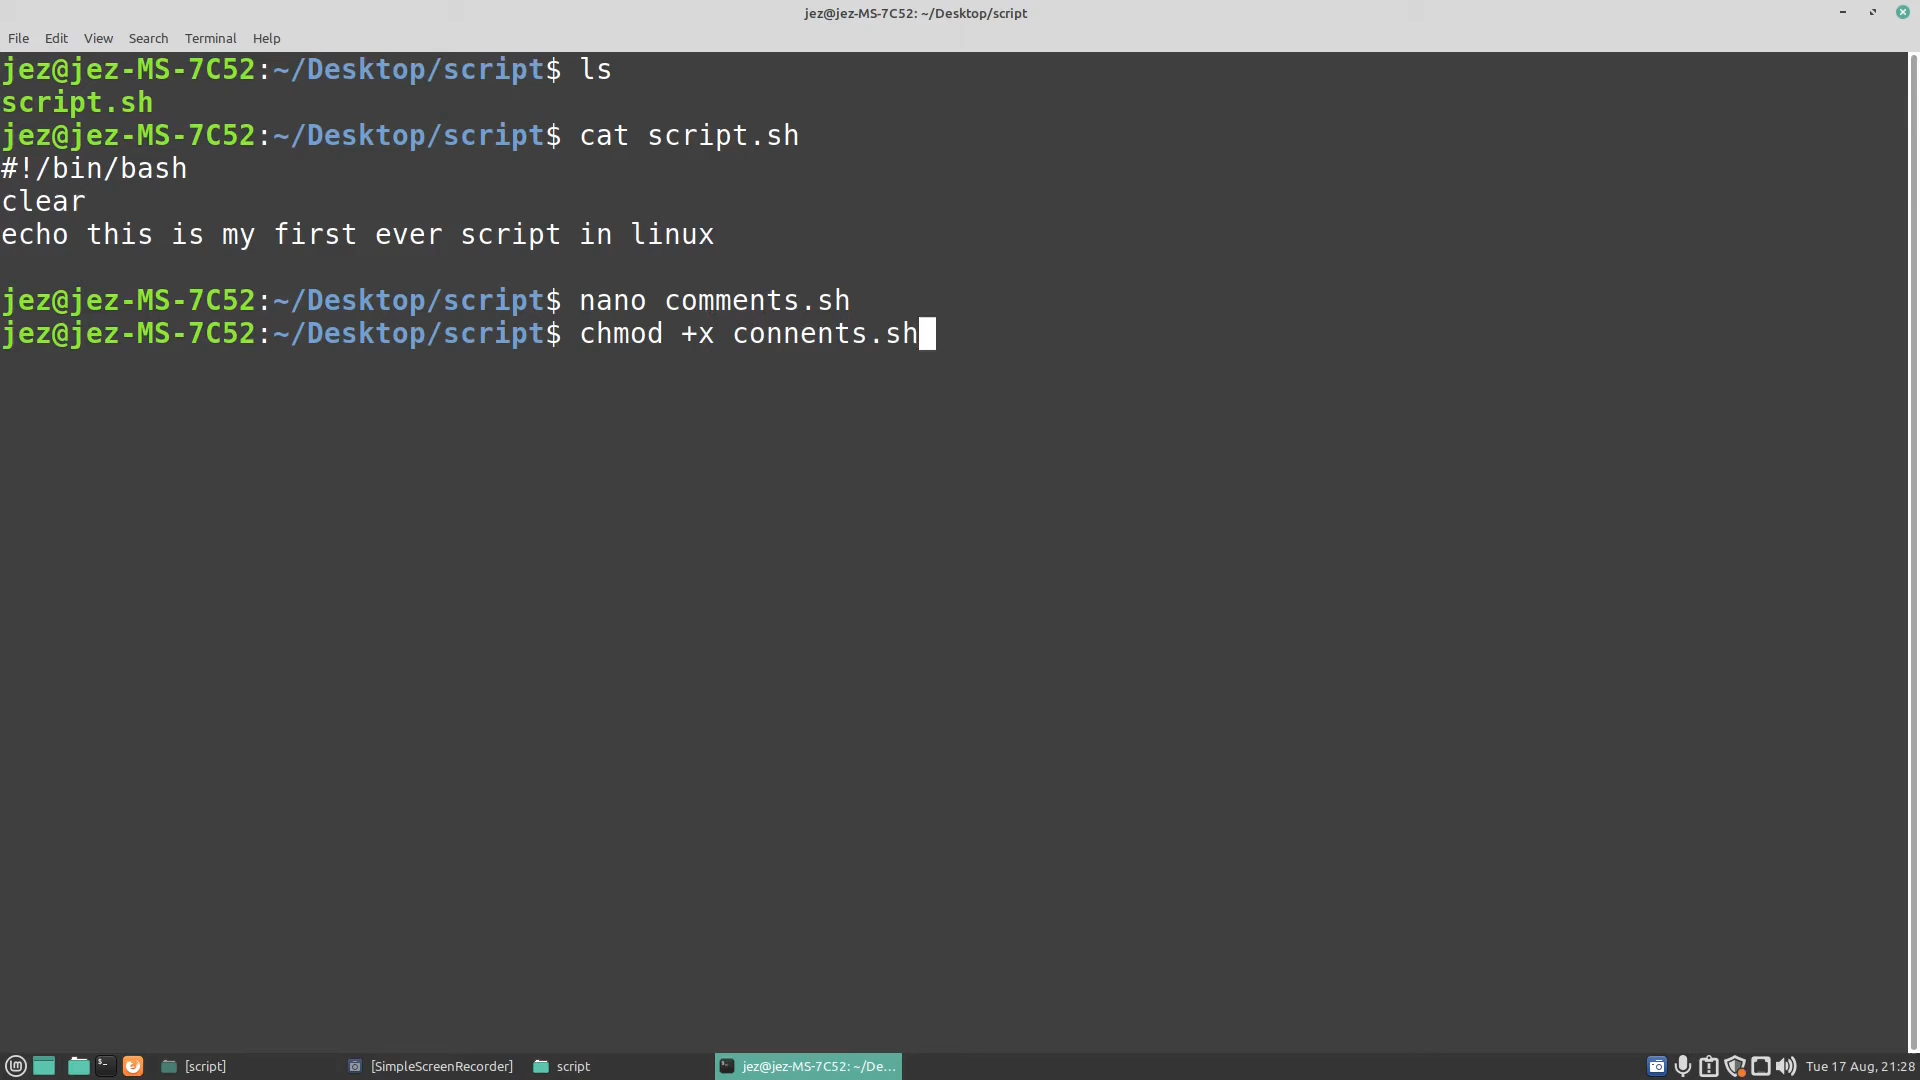 jez@jez-MS-7C52: ~/Desktop/script
File Edit View Search Terminal Help
jez@jez-MS-7C52:~/Desktop/script$ ls
script.sh
jez@jez-MS-7C52:~/Desktop/script$ cat script.sh
#!/bin/bash
clear
echo this is my first ever script in linux
jez@jez-MS-7C52:~/Desktop/script$ nano comments.sh
jez@jez-MS-7C52:~/Desktop/script$ chmod +x connents.sh
[script] [SimpleScreenRecorder] script jez@jez-MS-7C52: ~/De... Tue 17 Aug, 21:28